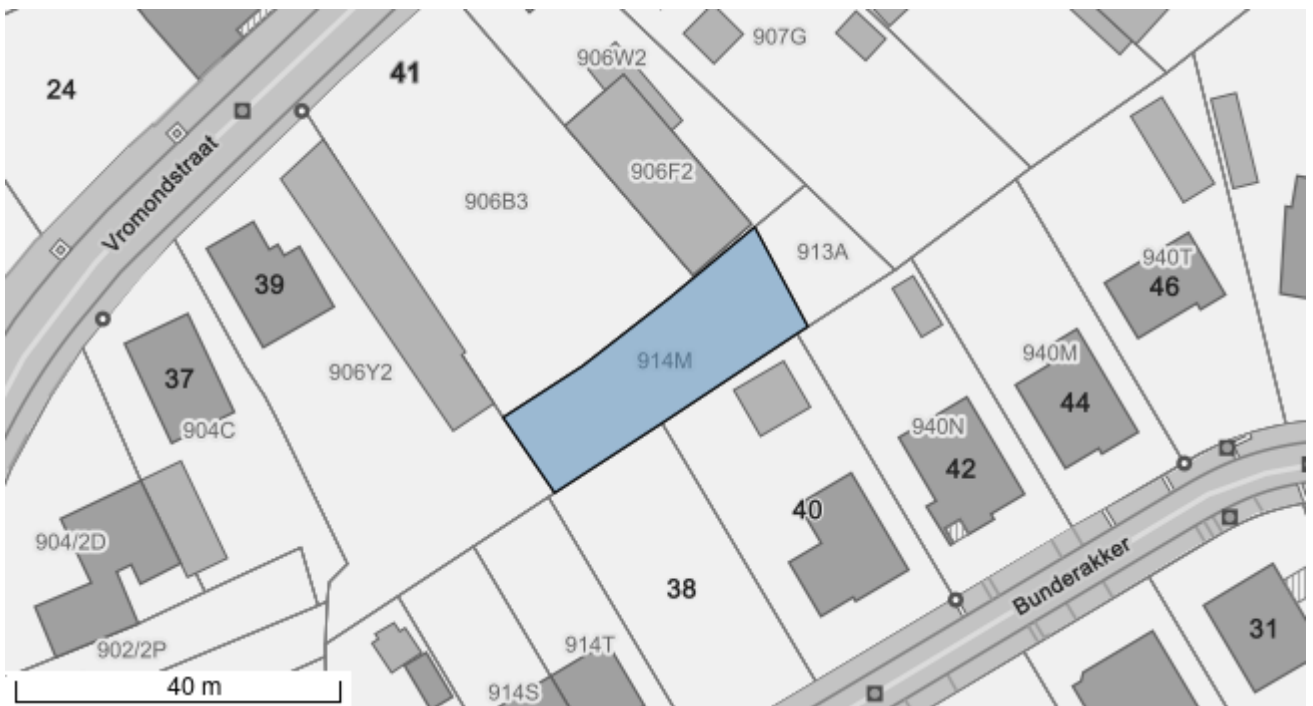 907G
906W2
41
24
906F2
Vromondstraat
906B3
913A
940T
39
46
940M
914M
906Y2
37
44
904C
940N
42
40
904/2D
Bunderakker
38
31
914T
902/2P
40 m
914S